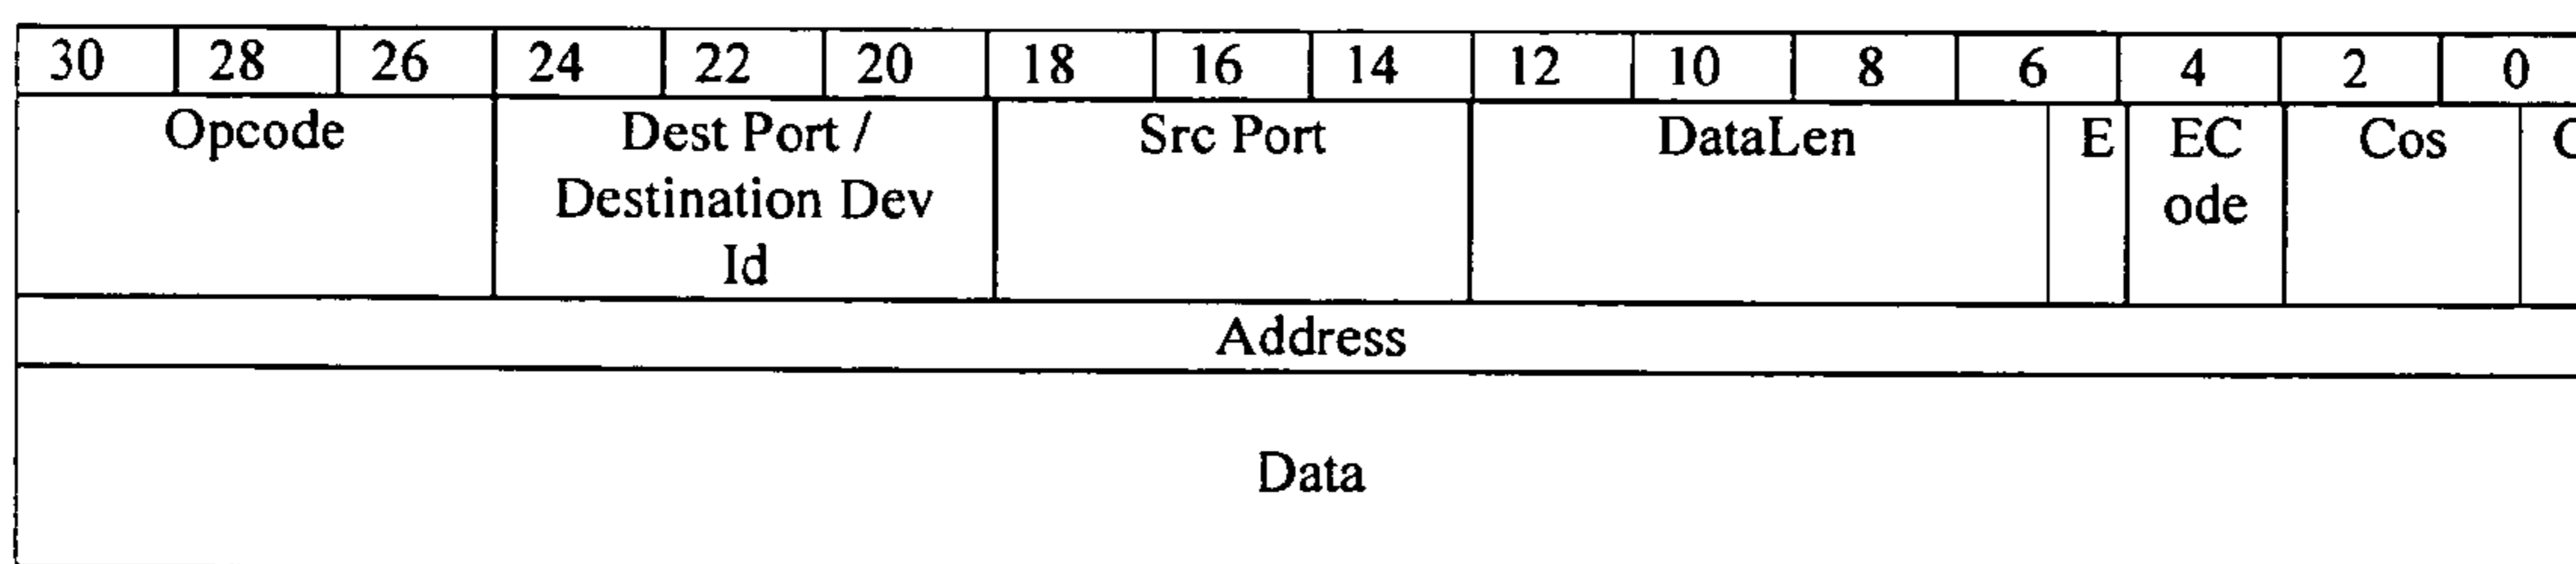 30 28 26 24 22 20 18 16 14 12 10 8 6 4 2 0
Opcode Dest Port / Src Port DataLen E EC Cos
Destination Dev ode
Id
Address
Data